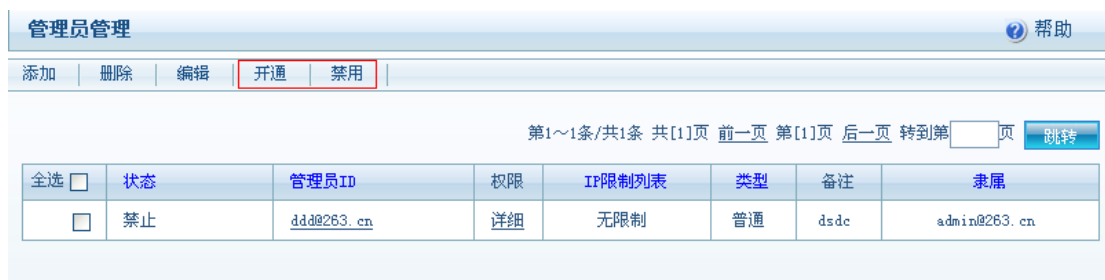 管理员管理 帮助
添加 删除 编辑 开通 禁用
第1～1条/共1条 共[1]页 前一页 第[1]页 后一页 转到第 页 跳转
全选 状态 管理员ID 权限 IP限制列表 类型 备注 隶属
禁止 ddd@263.cn 详细 无限制 普通 dsdc admin@263.cn